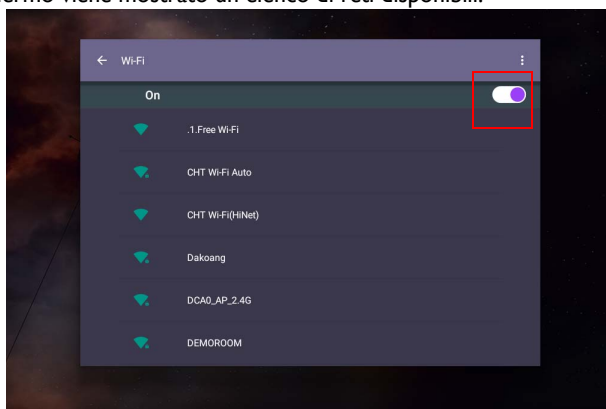 viene mostrato un elenco di reti disponibili.
Wi-Fi
On
.1.Free Wi-Fi
CHT Wi-Fi Auto
CHT Wi-Fi(HiNet)
Dakoang
DCA0_AP_2.4G
DEMOROOM